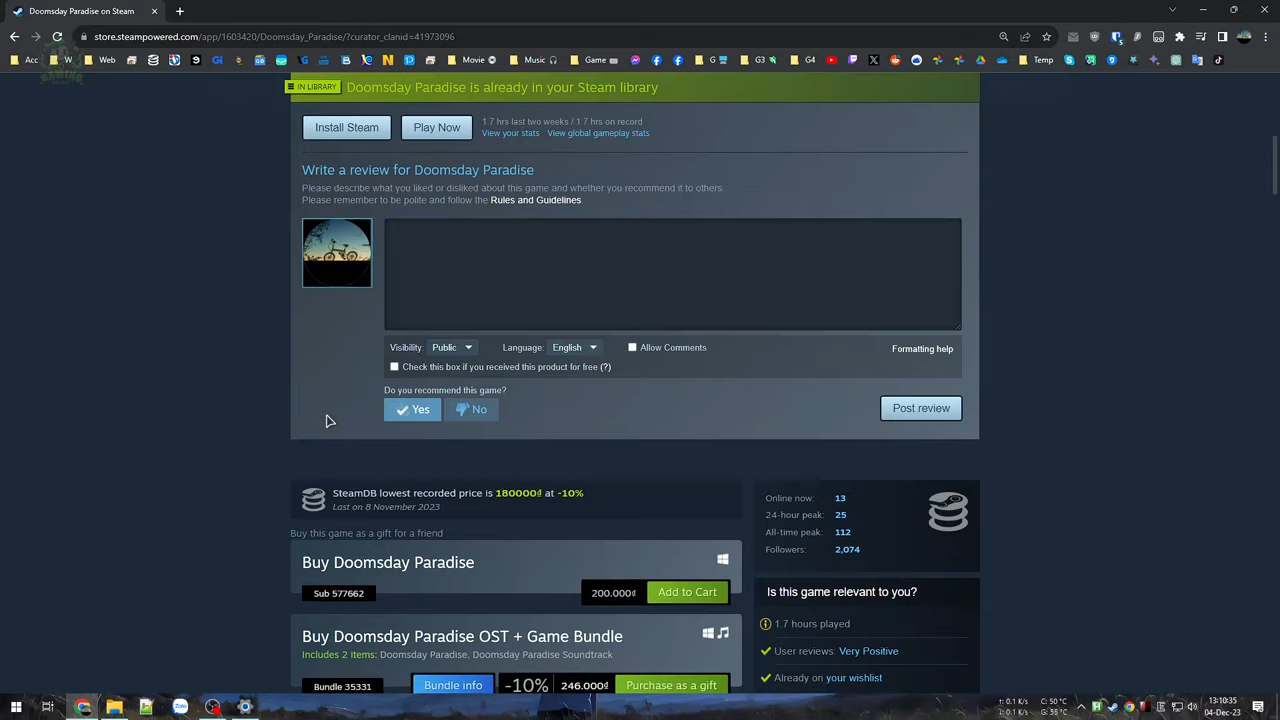 Doomsday Paradise on Steam
store.steampowered.com/app/1603420/Doomsday_Paradise/?curator_clanid=41973096
Acc
W
Movie
Music
Game
G2
G3
G4
Temp
IN LIBRARY
Doomsday Paradise is already in your Steam library
Install Steam
Play Now
1.7 hrs last two weeks / 1.7 hrs on record
View your stats
View global gameplay stats
Write a review for Doomsday Paradise
Please describe what you liked or disliked about this game and whether you recommend it to others.
Please remember to be polite and follow the Rules and Guidelines.
Visibility: Public
Language: English
Allow Comments
Formatting help
Check this box if you received this product for free (?)
Do you recommend this game?
Yes
No
Post review
SteamDB lowest recorded price is 180000₫ at -10%
Last on 8 November 2023
Buy this game as a gift for a friend
Buy Doomsday Paradise
Sub 577662
200.000₫
Add to Cart
Buy Doomsday Paradise OST + Game Bundle
Includes 2 items: Doomsday Paradise, Doomsday Paradise Soundtrack
Bundle 35331
Bundle info
-10%
246.000₫
Purchase as a gift
Online now: 13
24-hour peak: 25
All-time peak: 112
Followers: 2,074
Is this game relevant to you?
1.7 hours played
User reviews: Very Positive
Already on your wishlist
Zalo
↑: 0.1 K/s
↓: 0.1 K/s
C: 50 °C
13:10:35
04-Dec-23